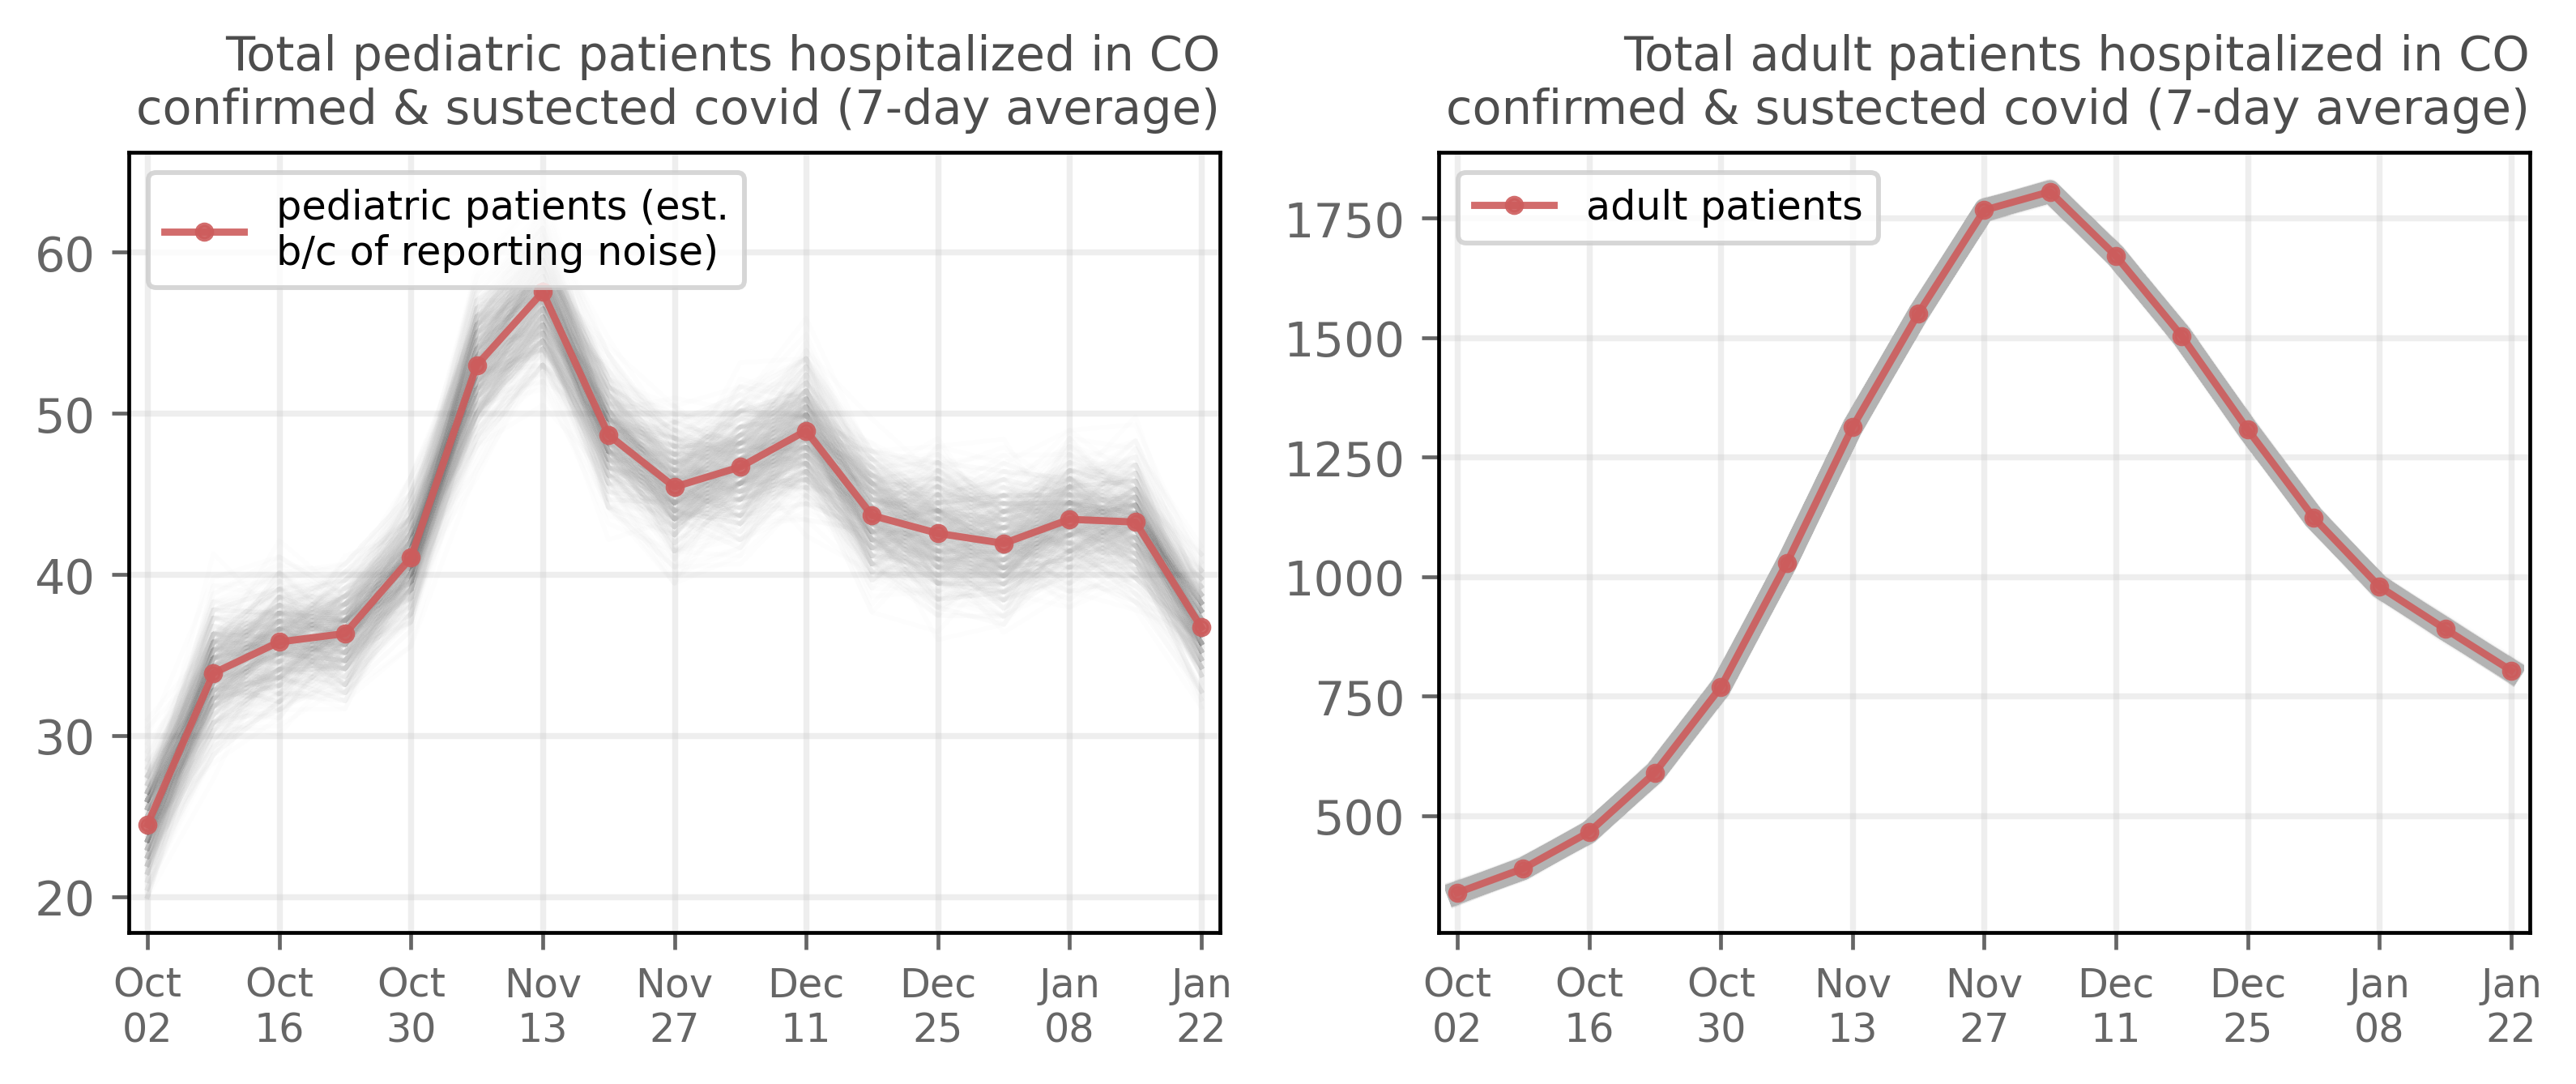 Total pediatric patients hospitalized in CO
confirmed & sustected covid (7-day average)
pediatric patients (est.
b/c of reporting noise)
60
50
40
30
20
Oct
02
Oct
16
Oct
30
Nov
13
Nov
27
Dec
11
Dec
25
Jan
08
Jan
22
Total adult patients hospitalized in CO
confirmed & sustected covid (7-day average)
adult patients
1750
1500
1250
1000
750
500
Oct
02
Oct
16
Oct
30
Nov
13
Nov
27
Dec
11
Dec
25
Jan
08
Jan
22